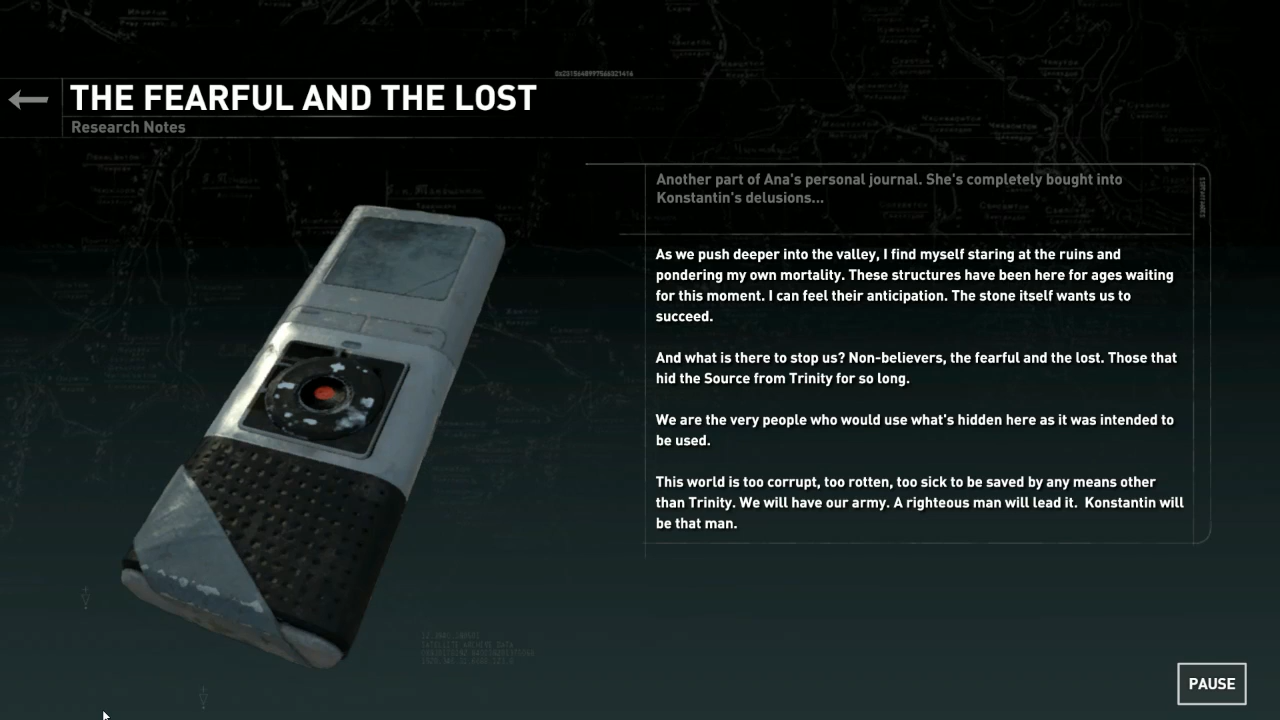 THE FEARFUL AND THE LOST
Research Notes
Another part of Ana's personal journal. She's completely bought into
Konstantin's delusions...
As we push deeper into the valley, I find myself staring at the ruins and
pondering my own mortality. These structures have been here for ages waiting
for this moment. I can feel their anticipation. The stone itself wants us to
succeed.
And what is there to stop us? Non-believers, the fearful and the lost. Those that
hid the Source from Trinity for so long.
We are the very people who would use what's hidden here as it was intended to
be used.
This world is too corrupt, too rotten, too sick to be saved by any means other
than Trinity. We will have our army. A righteous man will lead it. Konstantin will
be that man.
PAUSE